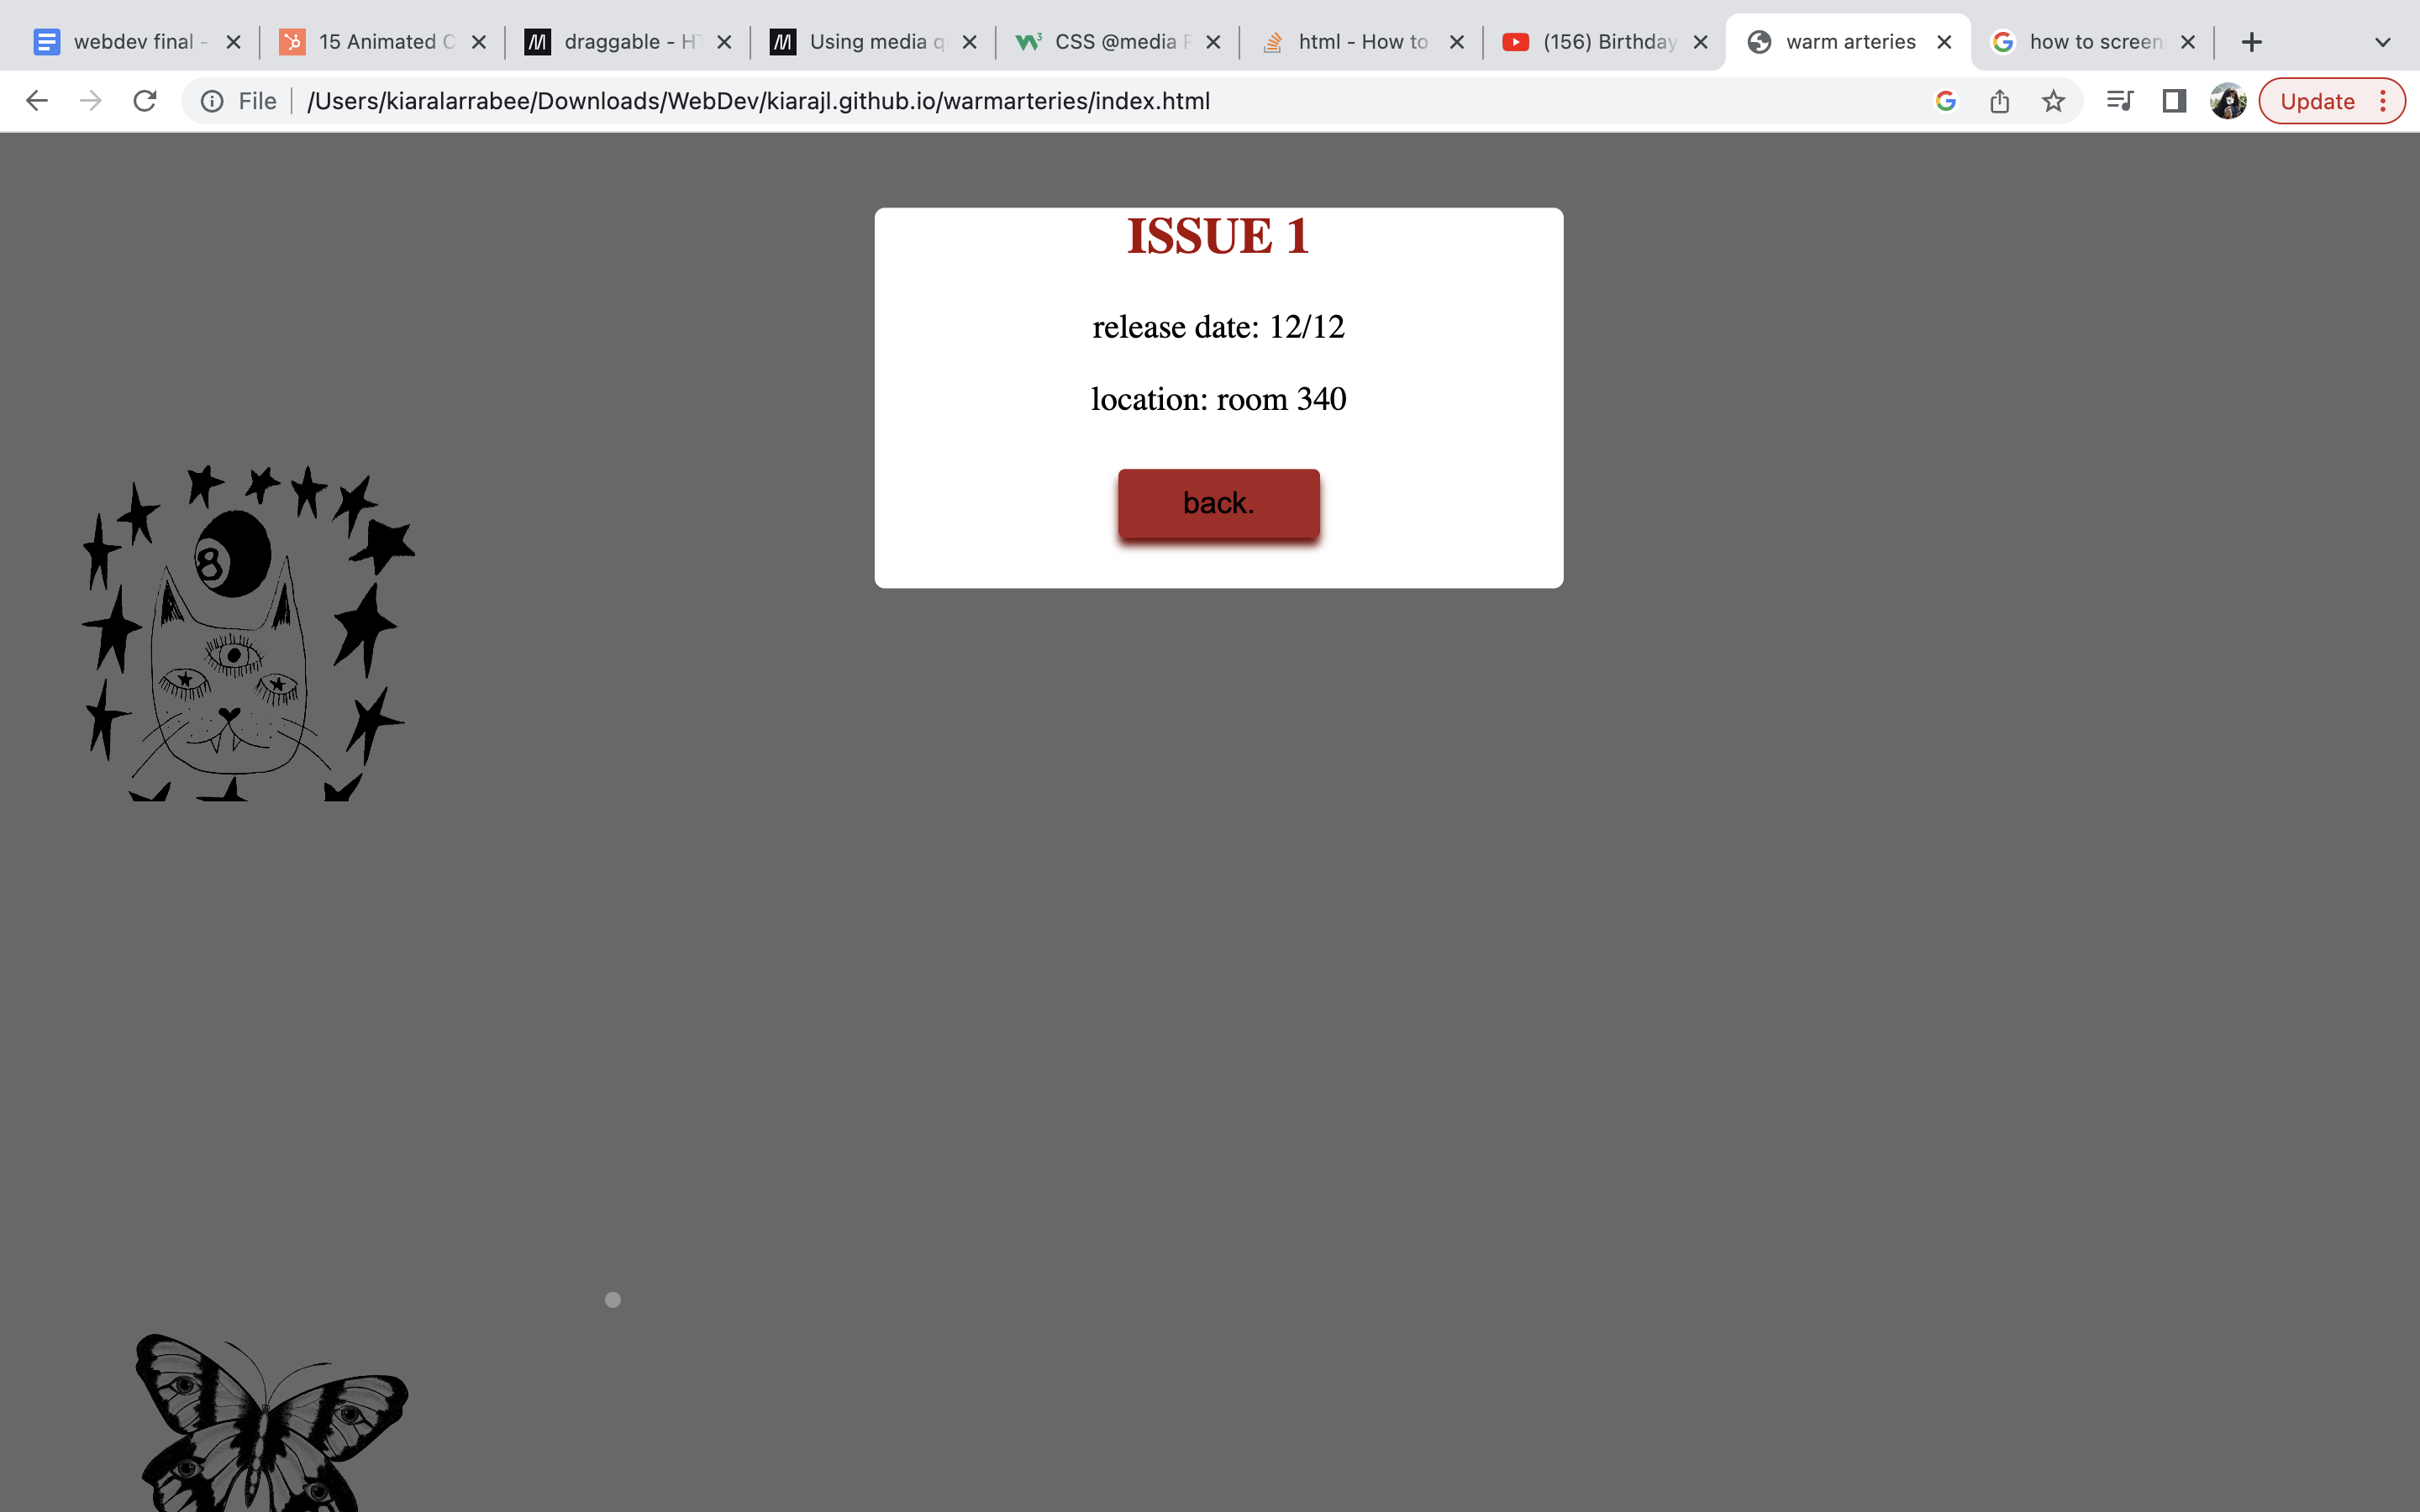 webdev final -
15 Animated C
draggable - HT
Using media q
CSS @media R
html - How to
(156) Birthday
warm arteries
how to screen
File
/Users/kiaralarrabee/Downloads/WebDev/kiarajl.github.io/warmarteries/index.html
Update
ISSUE 1
release date: 12/12
location: room 340
back.
8